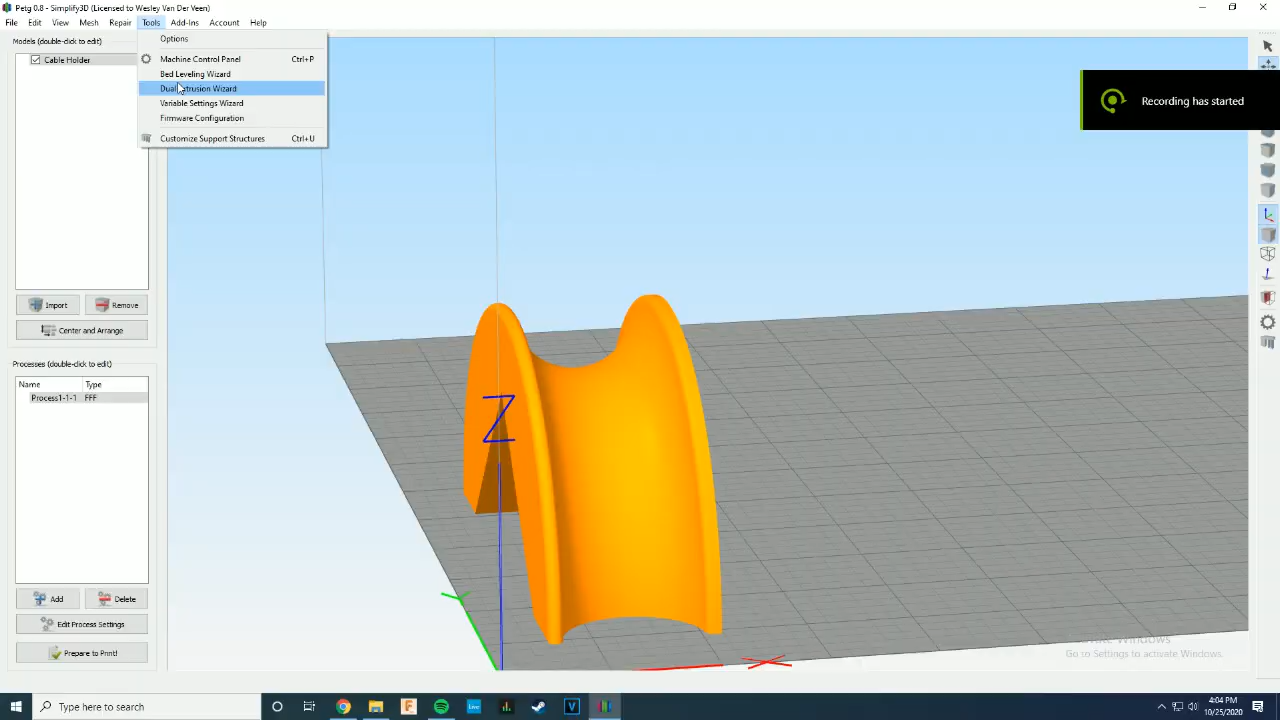 Petg 0.8 - Simplify3D (Licensed to Wesley Van Der Veen)
File Edit View Mesh Repair Tools Add-Ins Account Help
Models (double-click to edit)
Cable Holder
Options
Machine Control Panel Ctrl+P
Bed Leveling Wizard
Dual Extrusion Wizard
Variable Settings Wizard
Firmware Configuration
Customize Support Structures Ctrl+U
Recording has started
Import Remove
Center and Arrange
Processes (double-click to edit)
Name Type
Process1-1-1 FFF
Z
Add Delete
Edit Process Settings
Prepare to Print!
Activate Windows
Go to Settings to activate Windows.
Type here to search
Live
V
4:04 PM
10/25/2020